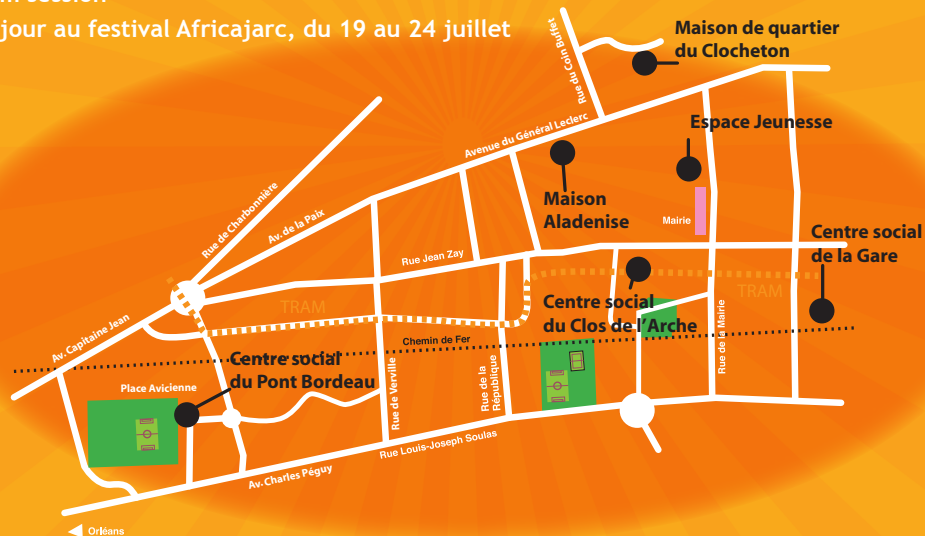 jour au festival Africajarc, du 19 au 24 juillet
Maison de quartier
du Clocheton
Rue du Coin Buffet
Avenue du Général Leclerc
Espace Jeunesse
Rue de Charbonnière
Av. de la Paix
Maison
Aladenise
Mairie
Centre social
de la Gare
Rue Jean Zay
TRAM
Centre social
du Clos de l'Arche
TRAM
Av. Capitaine Jean
Chemin de Fer
Rue de la Mairie
Centre social
du Pont Bordeau
Place Avicienne
Rue de Verville
Rue de la
République
Rue Louis-Joseph Soulas
Av. Charles Péguy
Orléans